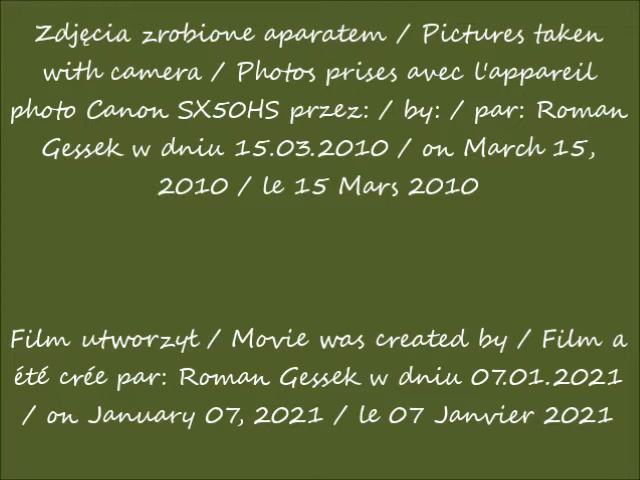 Zdjęcia zrobione aparatem / Pictures taken
with camera / Photos prises avec l'appareil
photo Canon SX50HS przez: / by: / par: Roman
Gessek w dniu 15.03.2010 / on March 15,
2010 / le 15 Mars 2010
Film utworzył / Movie was created by / Film a
été crée par: Roman Gessek w dniu 07.01.2021
/ on January 07, 2021 / le 07 Janvier 2021